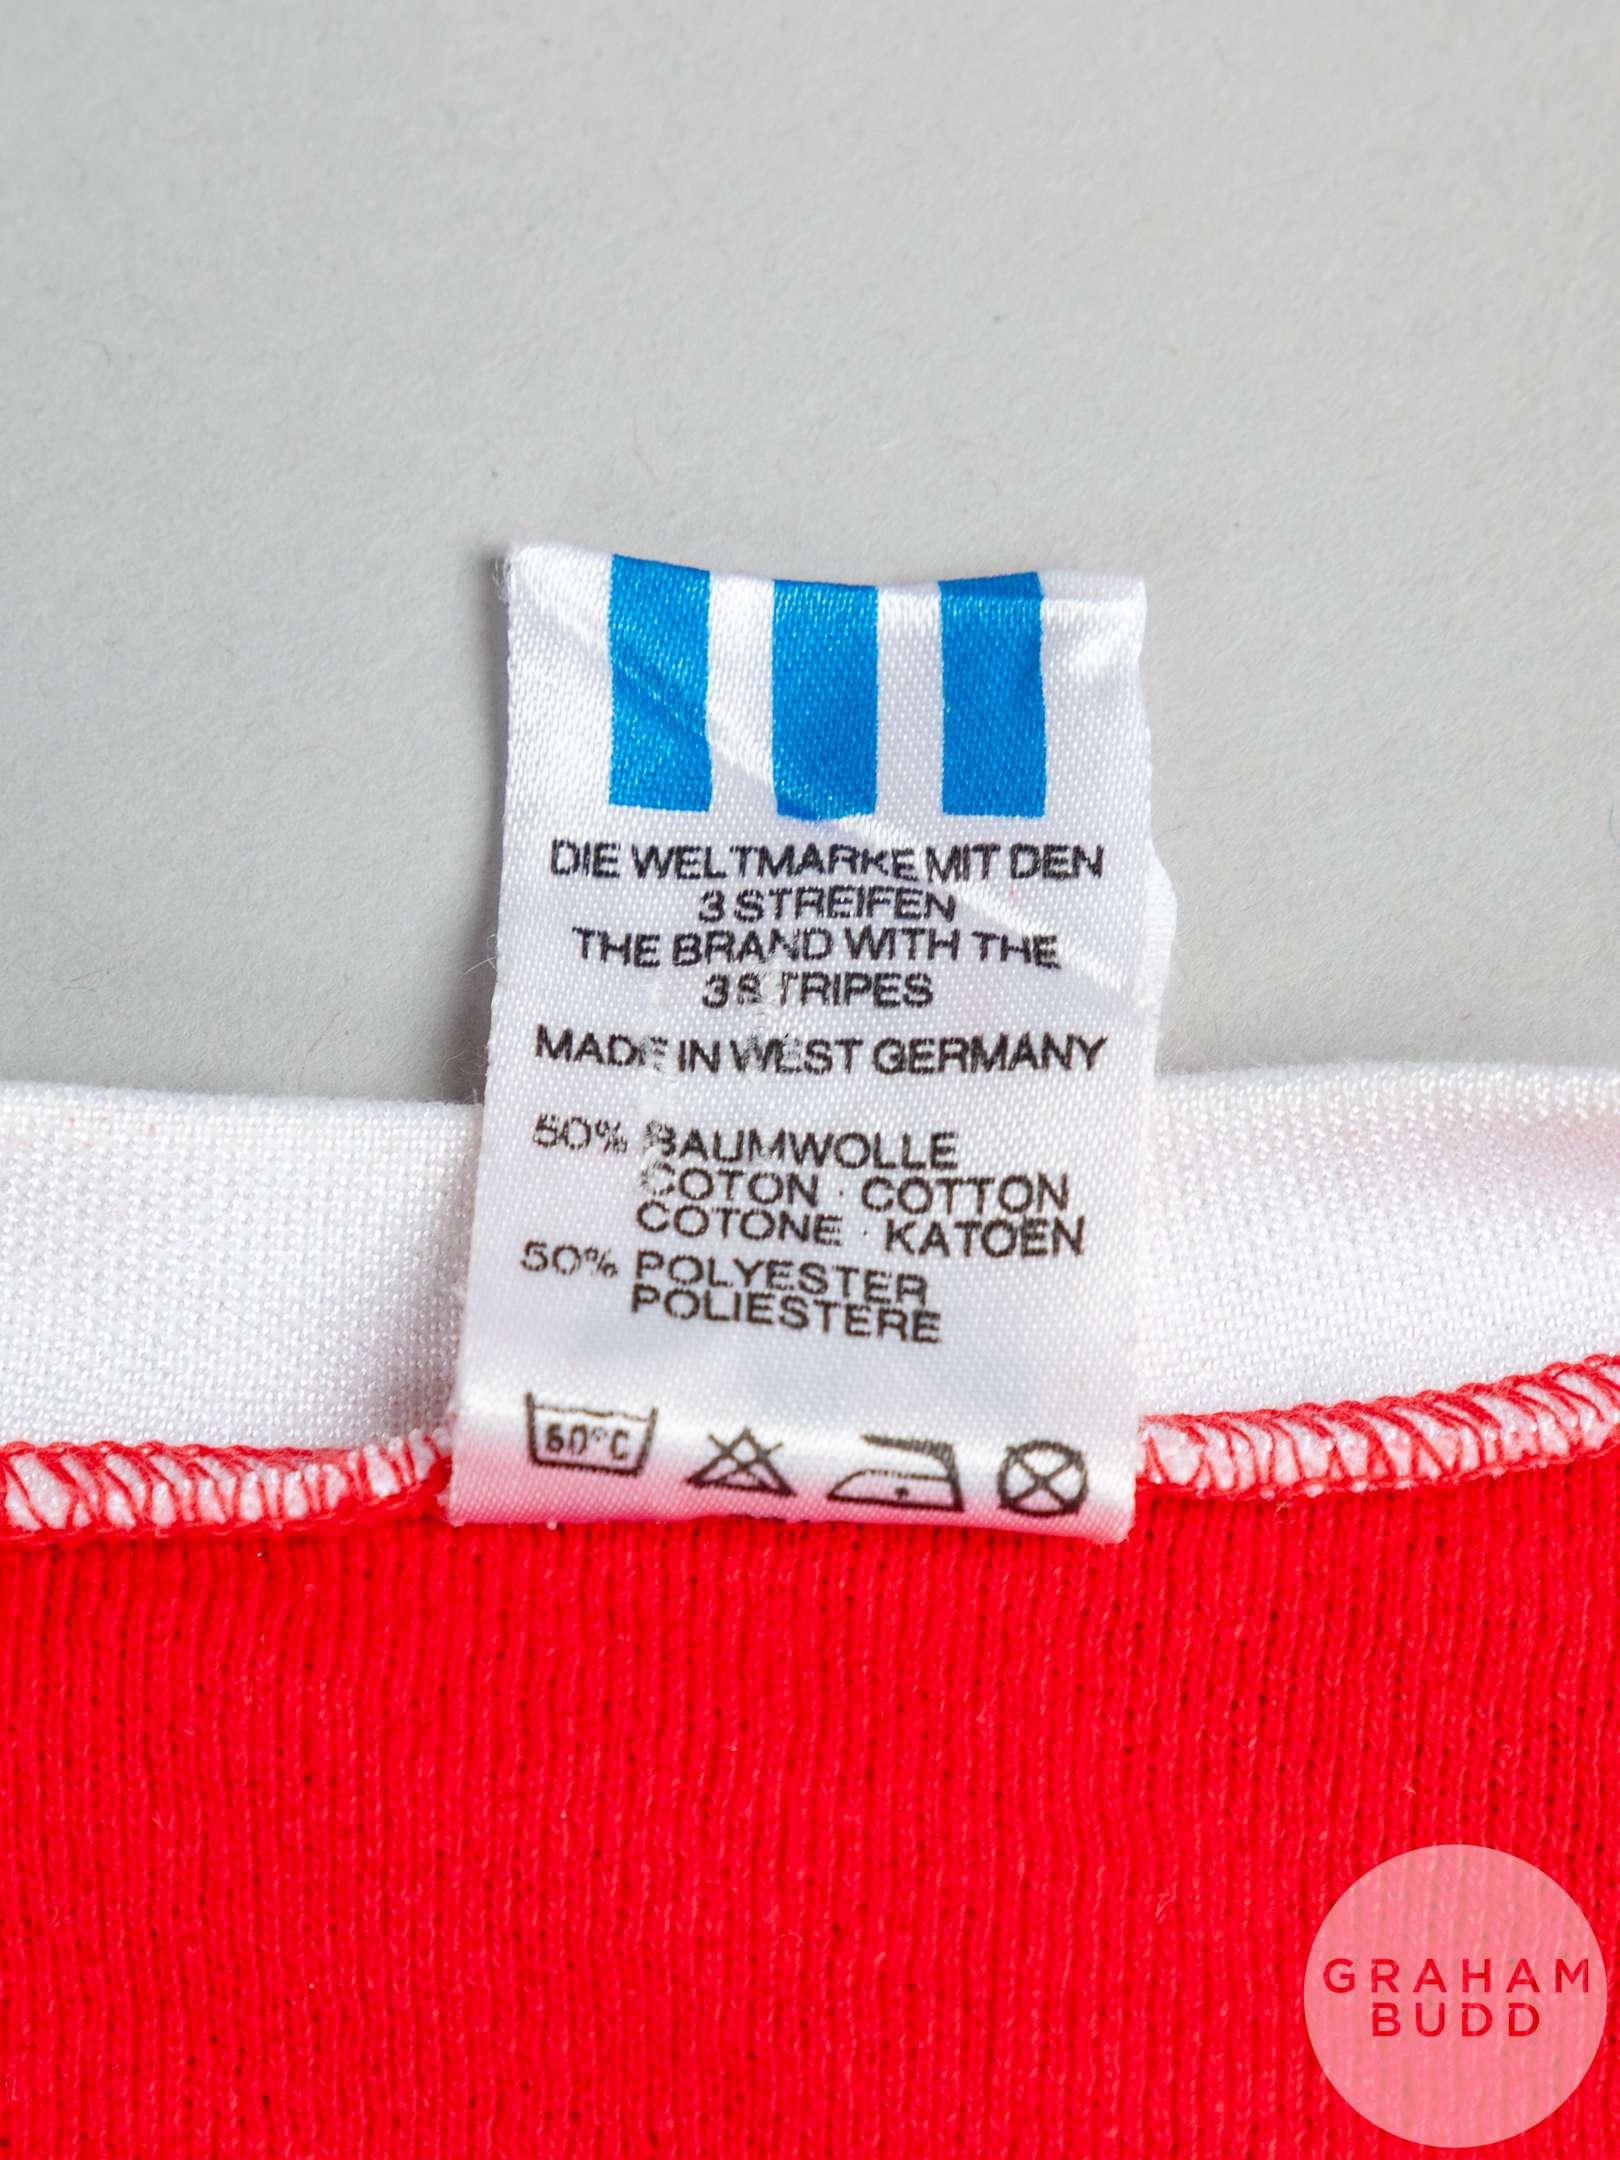 DIE WELTMARKE MIT DEN
3 STREIFEN
THE BRAND WITH THE
3 STRIPES
MADE IN WEST GERMANY
50% BAUMWOLLE
COTON · COTTON
COTONE · KATOEN
50% POLYESTER
POLIESTERE
60°C
GRAHAM
BUDD